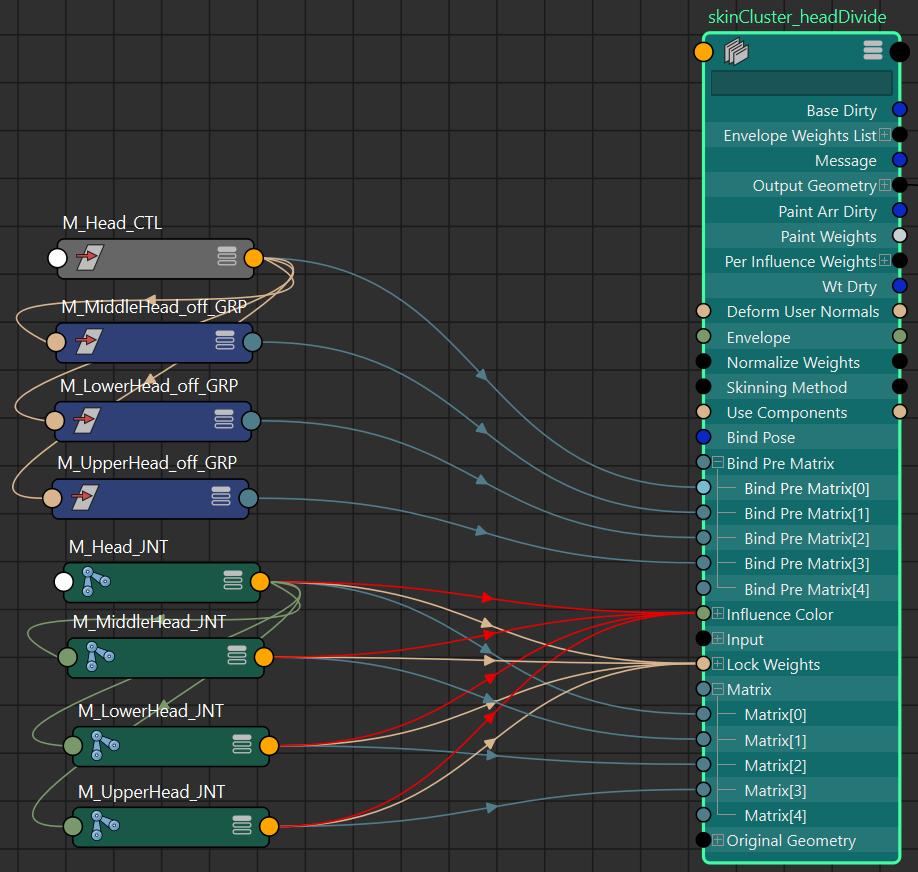 skinCluster_headDivide
Base Dirty
Envelope Weights List
Message
Output Geometry
Paint Arr Dirty
Paint Weights
Per Influence Weights
Wt Drty
Deform User Normals
Envelope
Normalize Weights
Skinning Method
Use Components
Bind Pose
Bind Pre Matrix
Bind Pre Matrix[0]
Bind Pre Matrix[1]
Bind Pre Matrix[2]
Bind Pre Matrix[3]
Bind Pre Matrix[4]
Influence Color
Input
Lock Weights
Matrix
Matrix[0]
Matrix[1]
Matrix[2]
Matrix[3]
Matrix[4]
Original Geometry
M_Head_CTL
M_MiddleHead_off_GRP
M_LowerHead_off_GRP
M_UpperHead_off_GRP
M_Head_JNT
M_MiddleHead_JNT
M_LowerHead_JNT
M_UpperHead_JNT